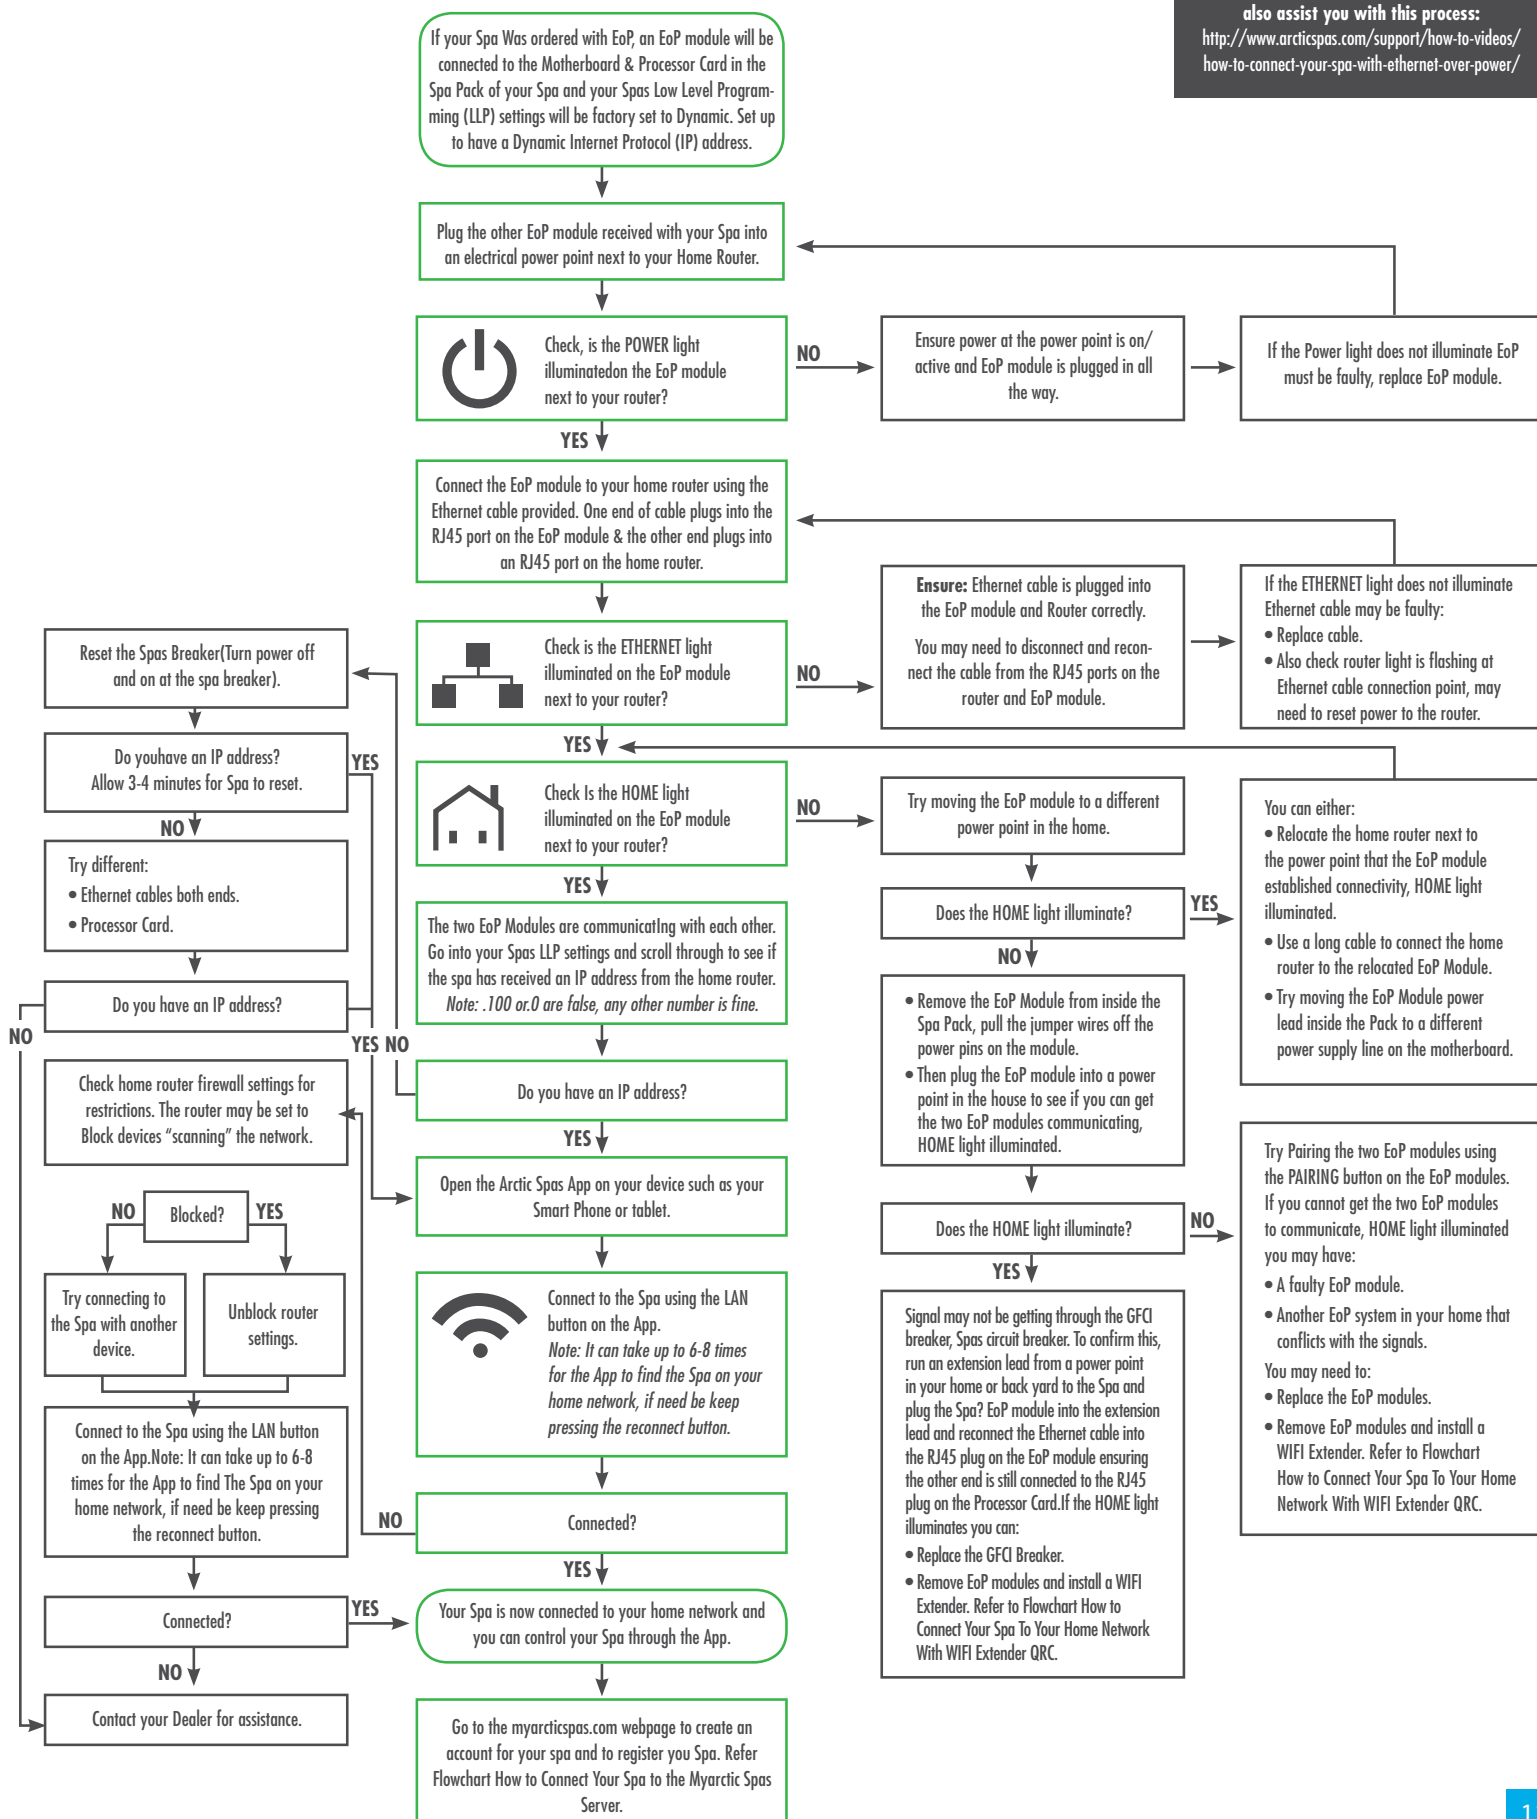 also assist you with this process:
http://www.arcticspas.com/support/how-to-videos/
how-to-connect-your-spa-with-ethernet-over-power/
If your Spa Was ordered with EoP, an EoP module will be
connected to the Motherboard & Processor Card in the
Spa Pack of your Spa and your Spas Low Level Program-
ming (LLP) settings will be factory set to Dynamic. Set up
to have a Dynamic Internet Protocol (IP) address.
Plug the other EoP module received with your Spa into
an electrical power point next to your Home Router.
Check, is the POWER light
illuminatedon the EoP module
next to your router?
NO
Ensure power at the power point is on/
active and EoP module is plugged in all
the way.
If the Power light does not illuminate EoP
must be faulty, replace EoP module.
YES
Connect the EoP module to your home router using the
Ethernet cable provided. One end of cable plugs into the
RJ45 port on the EoP module & the other end plugs into
an RJ45 port on the home router.
Check is the ETHERNET light
illuminated on the EoP module
next to your router?
NO
Ensure: Ethernet cable is plugged into
the EoP module and Router correctly.
You may need to disconnect and recon-
nect the cable from the RJ45 ports on the
router and EoP module.
If the ETHERNET light does not illuminate
Ethernet cable may be faulty:
• Replace cable.
• Also check router light is flashing at
Ethernet cable connection point, may
need to reset power to the router.
YES
Check Is the HOME light
illuminated on the EoP module
next to your router?
NO
Try moving the EoP module to a different
power point in the home.
Does the HOME light illuminate?
YES
You can either:
• Relocate the home router next to
the power point that the EoP module
established connectivity, HOME light
illuminated.
• Use a long cable to connect the home
router to the relocated EoP Module.
• Try moving the EoP Module power
lead inside the Pack to a different
power supply line on the motherboard.
NO
• Remove the EoP Module from inside the
Spa Pack, pull the jumper wires off the
power pins on the module.
• Then plug the EoP module into a power
point in the house to see if you can get
the two EoP modules communicating,
HOME light illuminated.
Does the HOME light illuminate?
NO
Try Pairing the two EoP modules using
the PAIRING button on the EoP modules.
If you cannot get the two EoP modules
to communicate, HOME light illuminated
you may have:
• A faulty EoP module.
• Another EoP system in your home that
conflicts with the signals.
You may need to:
• Replace the EoP modules.
• Remove EoP modules and install a
WIFI Extender. Refer to Flowchart
How to Connect Your Spa To Your Home
Network With WIFI Extender QRC.
YES
Signal may not be getting through the GFCI
breaker, Spas circuit breaker. To confirm this,
run an extension lead from a power point
in your home or back yard to the Spa and
plug the Spa? EoP module into the extension
lead and reconnect the Ethernet cable into
the RJ45 plug on the EoP module ensuring
the other end is still connected to the RJ45
plug on the Processor Card.If the HOME light
illuminates you can:
• Replace the GFCI Breaker.
• Remove EoP modules and install a WIFI
Extender. Refer to Flowchart How to
Connect Your Spa To Your Home Network
With WIFI Extender QRC.
YES
The two EoP Modules are communicatIng with each other.
Go into your Spas LLP settings and scroll through to see if
the spa has received an IP address from the home router.
Note: .100 or.0 are false, any other number is fine.
Do you have an IP address?
NO
Reset the Spas Breaker(Turn power off
and on at the spa breaker).
Do youhave an IP address?
Allow 3-4 minutes for Spa to reset.
YES
NO
Try different:
• Ethernet cables both ends.
• Processor Card.
Do you have an IP address?
NO
YES
YES
Open the Arctic Spas App on your device such as your
Smart Phone or tablet.
Connect to the Spa using the LAN
button on the App.
Note: It can take up to 6-8 times
for the App to find the Spa on your
home network, if need be keep
pressing the reconnect button.
Connected?
NO
Check home router firewall settings for
restrictions. The router may be set to
Block devices “scanning” the network.
Blocked?
NO
YES
Try connecting to
the Spa with another
device.
Unblock router
settings.
Connect to the Spa using the LAN button
on the App.Note: It can take up to 6-8
times for the App to find The Spa on your
home network, if need be keep pressing
the reconnect button.
Connected?
YES
NO
Contact your Dealer for assistance.
YES
Your Spa is now connected to your home network and
you can control your Spa through the App.
Go to the myarcticspas.com webpage to create an
account for your spa and to register you Spa. Refer
Flowchart How to Connect Your Spa to the Myarctic Spas
Server.
1